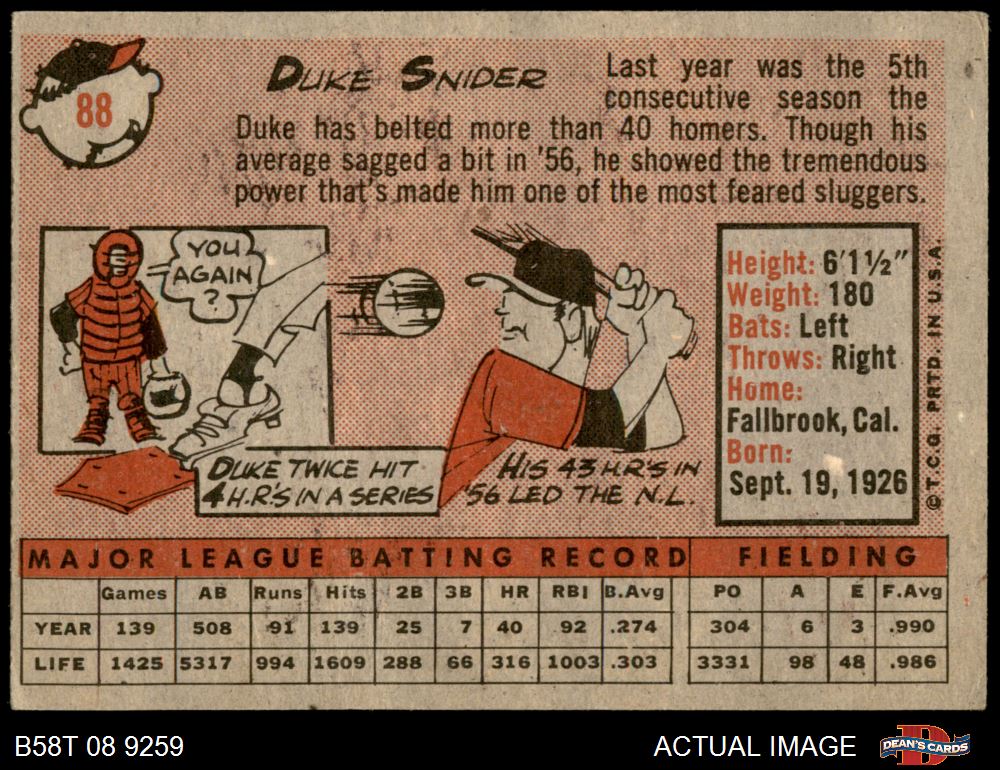 88
DUKE SNIDER
Last year was the 5th
consecutive season the
Duke has belted more than 40 homers. Though his
average sagged a bit in '56, he showed the tremendous
power that's made him one of the most feared sluggers.
YOU
AGAIN
?
DUKE TWICE HIT
4 H.R.'S IN A SERIES
HIS 43 H.R.'S IN
'56 LED THE N.L.
Height: 6'1½"
Weight: 180
Bats: Left
Throws: Right
Home:
Fallbrook, Cal.
Born:
Sept. 19, 1926
© T.C.G. PRTD. IN U.S.A.
MAJOR LEAGUE BATTING RECORD FIELDING
Games AB Runs Hits 2B 3B HR RBI B.Avg PO A E F.Avg
YEAR 139 508 91 139 25 7 40 92 .274 304 6 3 .990
LIFE 1425 5317 994 1609 288 66 316 1003 .303 3331 98 48 .986
B58T 08 9259
ACTUAL IMAGE
D
DEAN'S CARDS